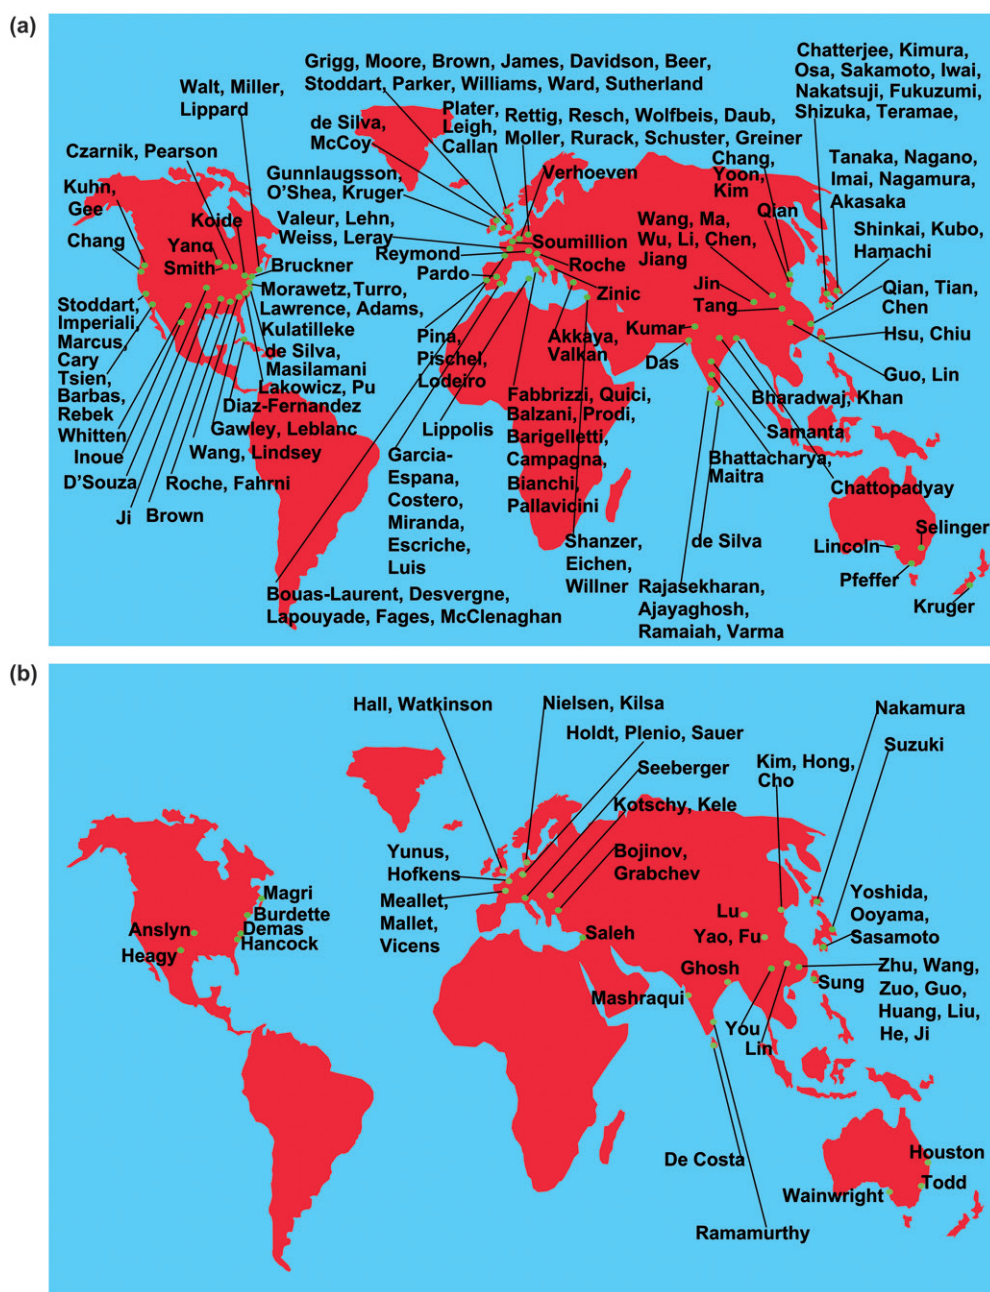 (a)
Grigg, Moore, Brown, James, Davidson, Beer,
Stoddart, Parker, Williams, Ward, Sutherland
Chatterjee, Kimura,
Osa, Sakamoto, Iwai,
Nakatsuji, Fukuzumi,
Shizuka, Teramae,
Walt, Miller,
Lippard
de Silva,
McCoy
Plater,
Leigh,
Callan
Rettig, Resch, Wolfbeis, Daub,
Moller, Rurack, Schuster, Greiner
Czarnik, Pearson
Verhoeven
Chang,
Yoon,
Kim
Tanaka, Nagano,
Imai, Nagamura,
Akasaka
Kuhn,
Gee
Gunnlaugsson,
O'Shea, Kruger
Koide
Valeur, Lehn,
Weiss, Leray
Qian
Wang, Ma,
Wu, Li, Chen,
Jiang
Shinkai, Kubo,
Hamachi
Chang
Yang
Smith
Bruckner
Reymond
Pardo
Soumillion
Roche
Zinic
Jin
Tang
Qian, Tian,
Chen
Stoddart,
Imperiali,
Marcus,
Cary
Tsien,
Barbas,
Rebek
Morawetz, Turro,
Lawrence, Adams,
Kulatilleke
de Silva,
Masilamani
Lakowicz, Pu
Diaz-Fernandez
Gawley, Leblanc
Wang, Lindsey
Pina,
Pischel,
Lodeiro
Akkaya,
Valkan
Kumar
Das
Hsu, Chiu
Guo, Lin
Whitten
Inoue
D'Souza
Roche, Fahrni
Ji
Brown
Lippolis
Fabbrizzi, Quici,
Balzani, Prodi,
Barigelletti,
Campagna,
Bianchi,
Pallavicini
Bharadwaj, Khan
Samanta
Bhattacharya,
Maitra
Chattopadyay
Garcia-
Espana,
Costero,
Miranda,
Escriche,
Luis
Shanzer,
Eichen,
Willner
de Silva
Selinger
Lincoln
Pfeffer
Kruger
Bouas-Laurent, Desvergne,
Lapouyade, Fages, McClenaghan
Rajasekharan,
Ajayaghosh,
Ramaiah, Varma
(b)
Hall, Watkinson
Nielsen, Kilsa
Holdt, Plenio, Sauer
Nakamura
Suzuki
Seeberger
Kim, Hong,
Cho
Kotschy, Kele
Yunus,
Hofkens
Bojinov,
Grabchev
Meallet,
Mallet,
Vicens
Yoshida,
Ooyama,
Sasamoto
Magri
Burdette
Anslyn
Demas
Hancock
Heagy
Lu
Saleh
Yao, Fu
Ghosh
Mashraqui
Sung
Zhu, Wang,
Zuo, Guo,
Huang, Liu,
He, Ji
You
Lin
De Costa
Houston
Todd
Wainwright
Ramamurthy